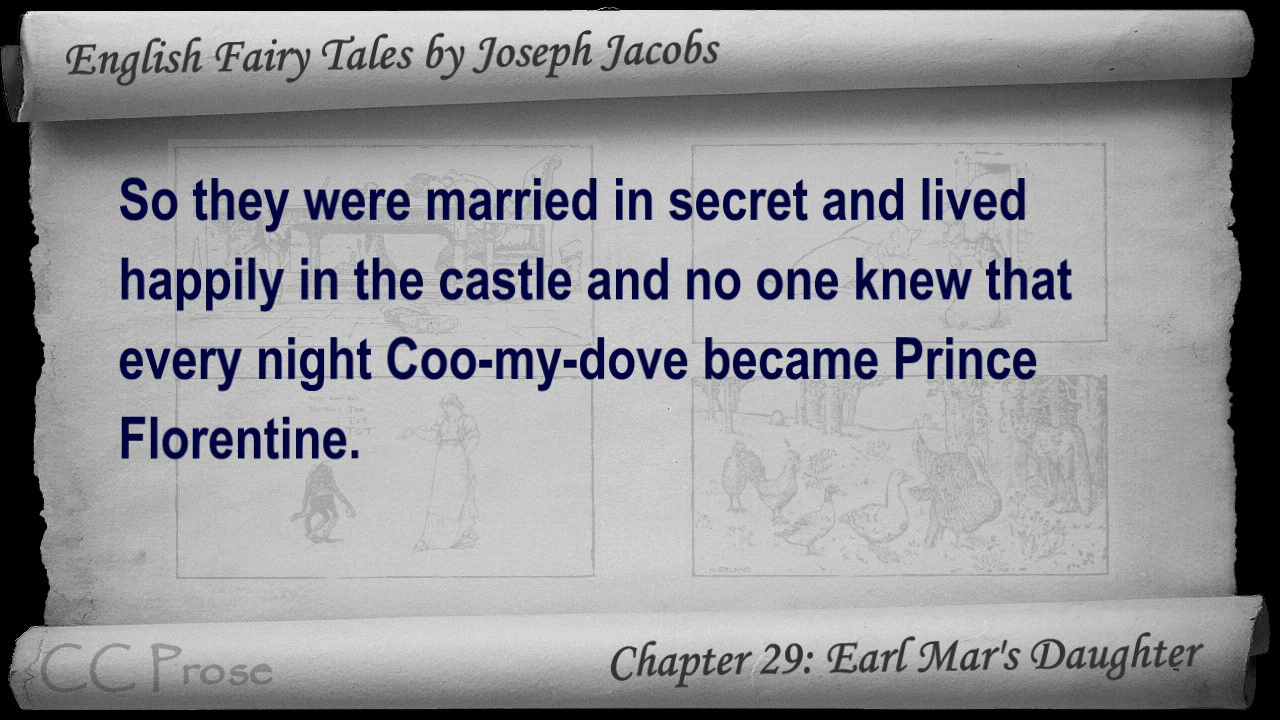 English Fairy Tales by Joseph Jacobs
So they were married in secret and lived
happily in the castle and no one knew that
every night Coo-my-dove became Prince
Florentine.
CC Prose
Chapter 29: Earl Mar's Daughter